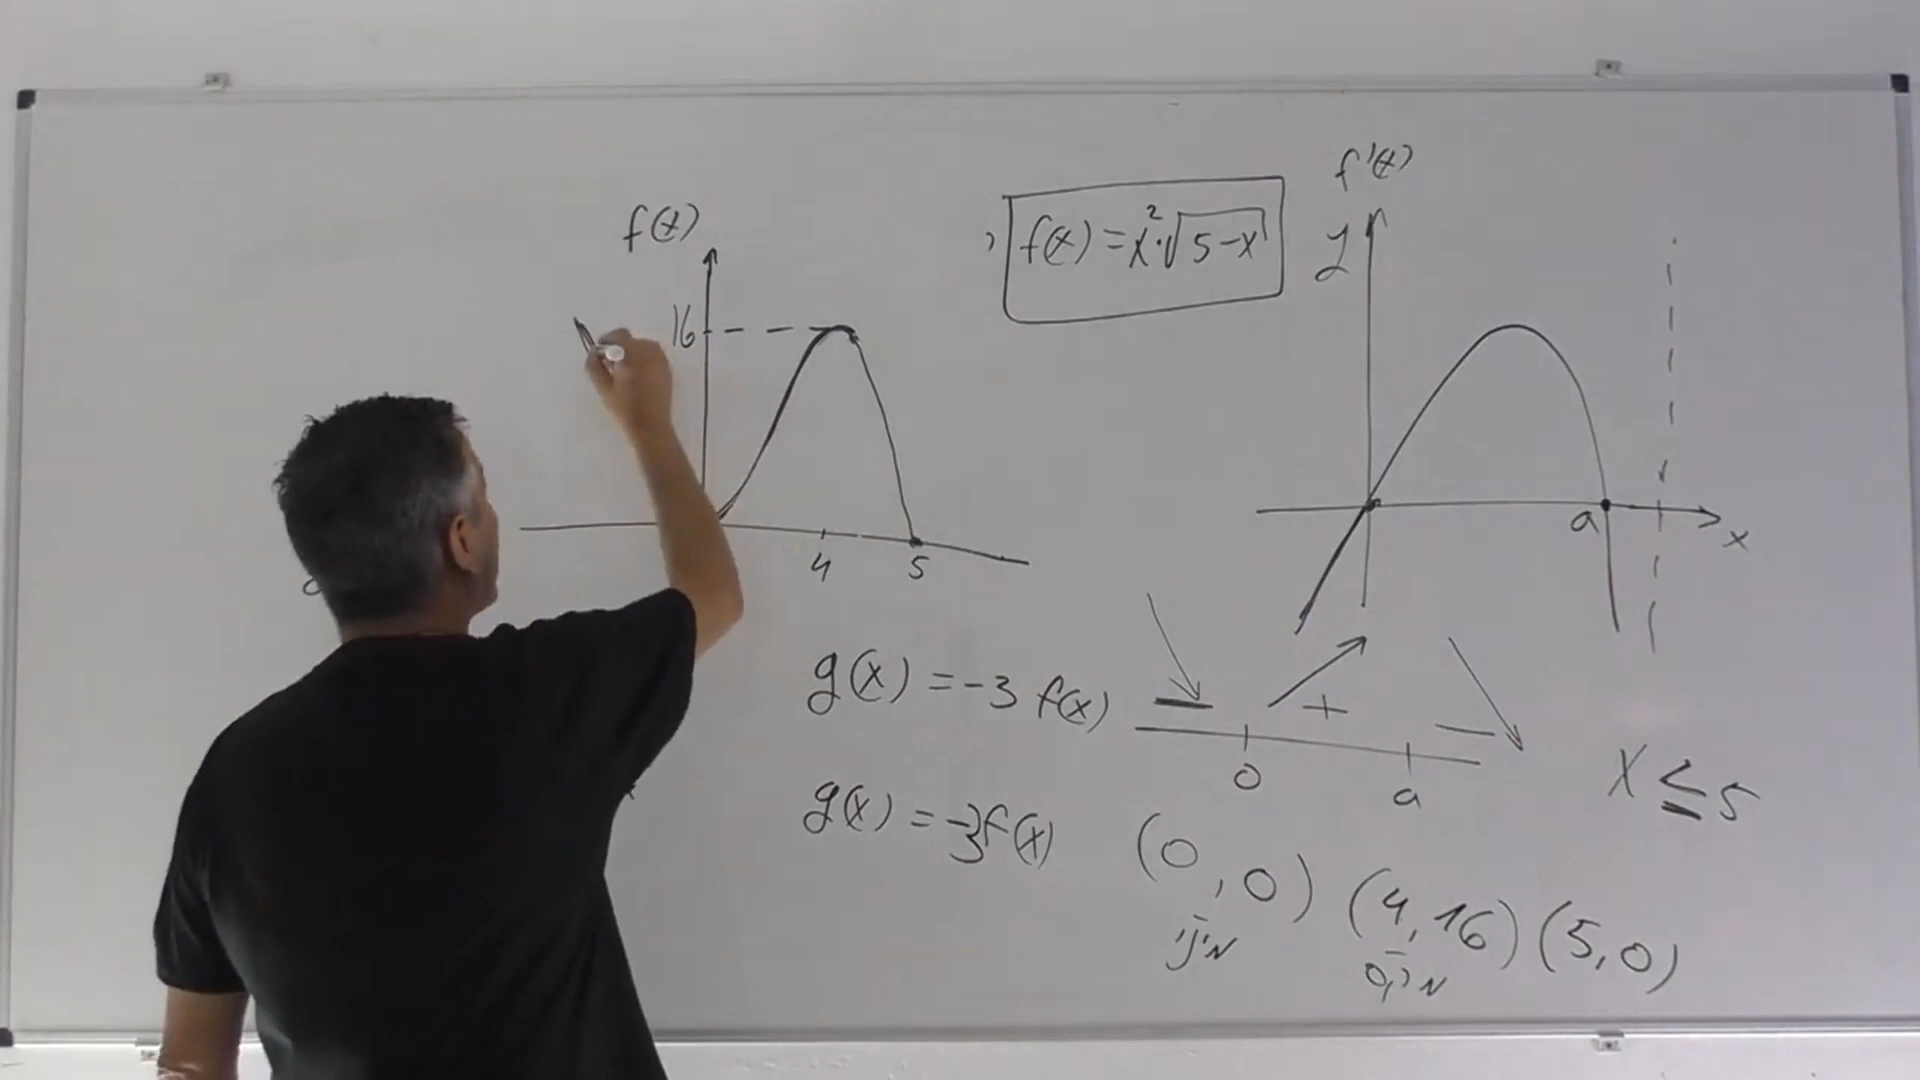 f'(x)
f(x)
f(x) = x²·√5-x
y
16
a
x
4 5
g(x) = -3 f(x)
- + -
0 a
x ≤ 5
g(x) = -3f(x)
(0,0) (4,16) (5,0)